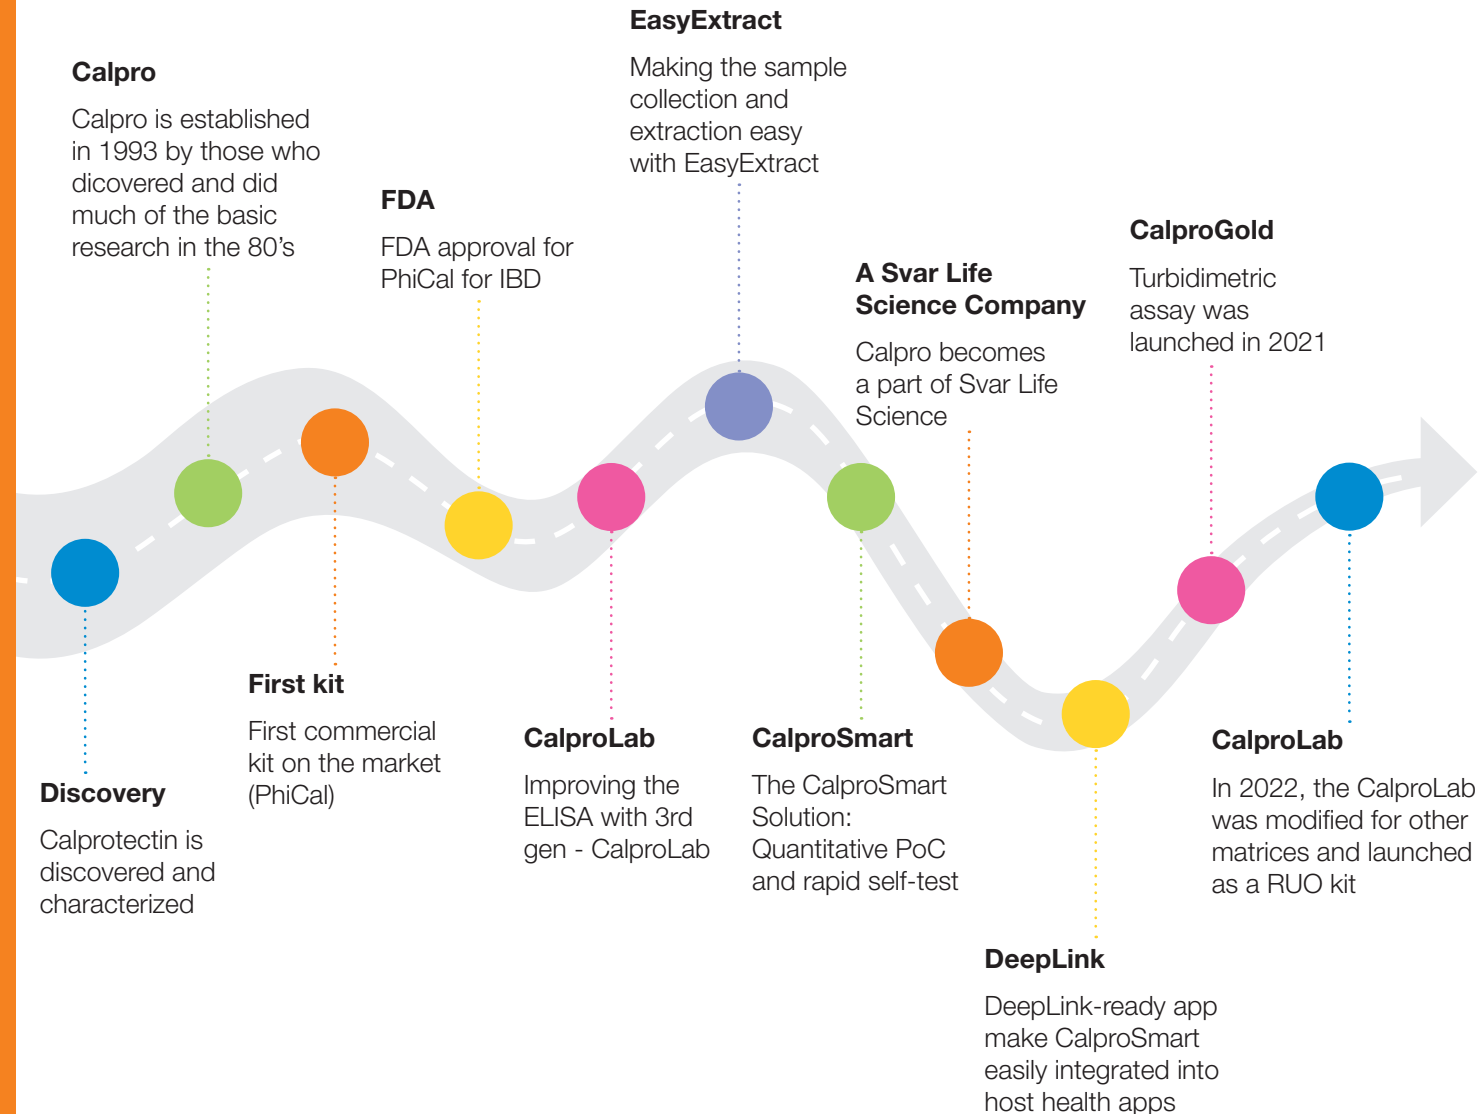 EasyExtract
Making the sample
collection and
extraction easy
with EasyExtract
Calpro
Calpro is established
in 1993 by those who
dicovered and did
much of the basic
research in the 80’s
FDA
FDA approval for
PhiCal for IBD
CalproGold
Turbidimetric
assay was
launched in 2021
A Svar Life
Science Company
Calpro becomes
a part of Svar Life
Science
First kit
First commercial
kit on the market
(PhiCal)
CalproLab
Improving the
ELISA with 3rd
gen - CalproLab
CalproSmart
The CalproSmart
Solution:
Quantitative PoC
and rapid self-test
CalproLab
In 2022, the CalproLab
was modified for other
matrices and launched
as a RUO kit
Discovery
Calprotectin is
discovered and
characterized
DeepLink
DeepLink-ready app
make CalproSmart
easily integrated into
host health apps